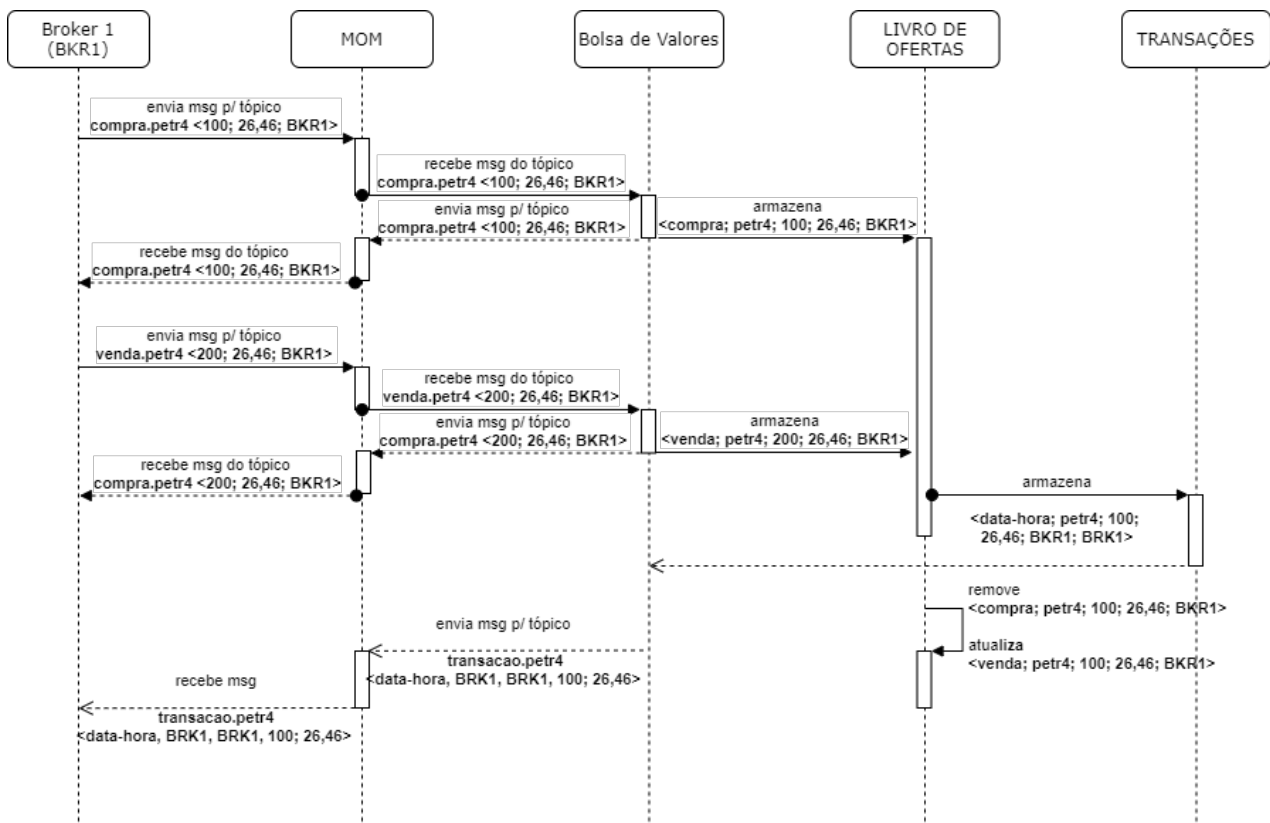 Broker 1
(BKR1)
MOM
Bolsa de Valores
LIVRO DE
OFERTAS
TRANSAÇÕES
envia msg p/ tópico
compra.petr4 <100; 26,46; BKR1>
recebe msg do tópico
compra.petr4 <100; 26,46; BKR1>
envia msg p/ tópico
compra.petr4 <100; 26,46; BKR1>
armazena
<compra; petr4; 100; 26,46; BKR1>
recebe msg do tópico
compra.petr4 <100; 26,46; BKR1>
envia msg p/ tópico
venda.petr4 <200; 26,46; BKR1>
recebe msg do tópico
venda.petr4 <200; 26,46; BKR1>
envia msg p/ tópico
compra.petr4 <200; 26,46; BKR1>
armazena
<venda; petr4; 200; 26,46; BKR1>
recebe msg do tópico
compra.petr4 <200; 26,46; BKR1>
armazena
<data-hora; petr4; 100;
26,46; BKR1; BRK1>
remove
<compra; petr4; 100; 26,46; BKR1>
atualiza
<venda; petr4; 100; 26,46; BKR1>
envia msg p/ tópico
transacao.petr4
<data-hora, BRK1, BRK1, 100; 26,46>
recebe msg
transacao.petr4
<data-hora, BRK1, BRK1, 100; 26,46>